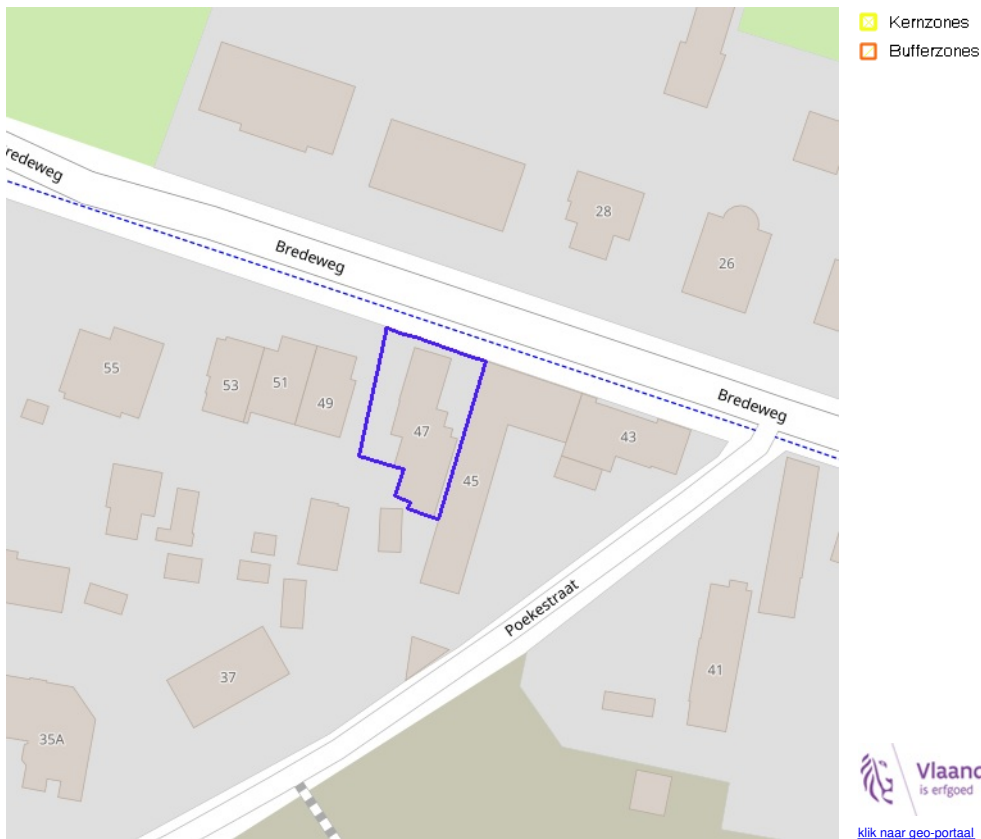 Kernzones
Bufferzones
redeweg
Bredeweg
28
26
55
53
51
49
47
45
43
Bredeweg
Poekestraat
37
41
35A
Vlaand
is erfgoed
klik naar geo-portaal